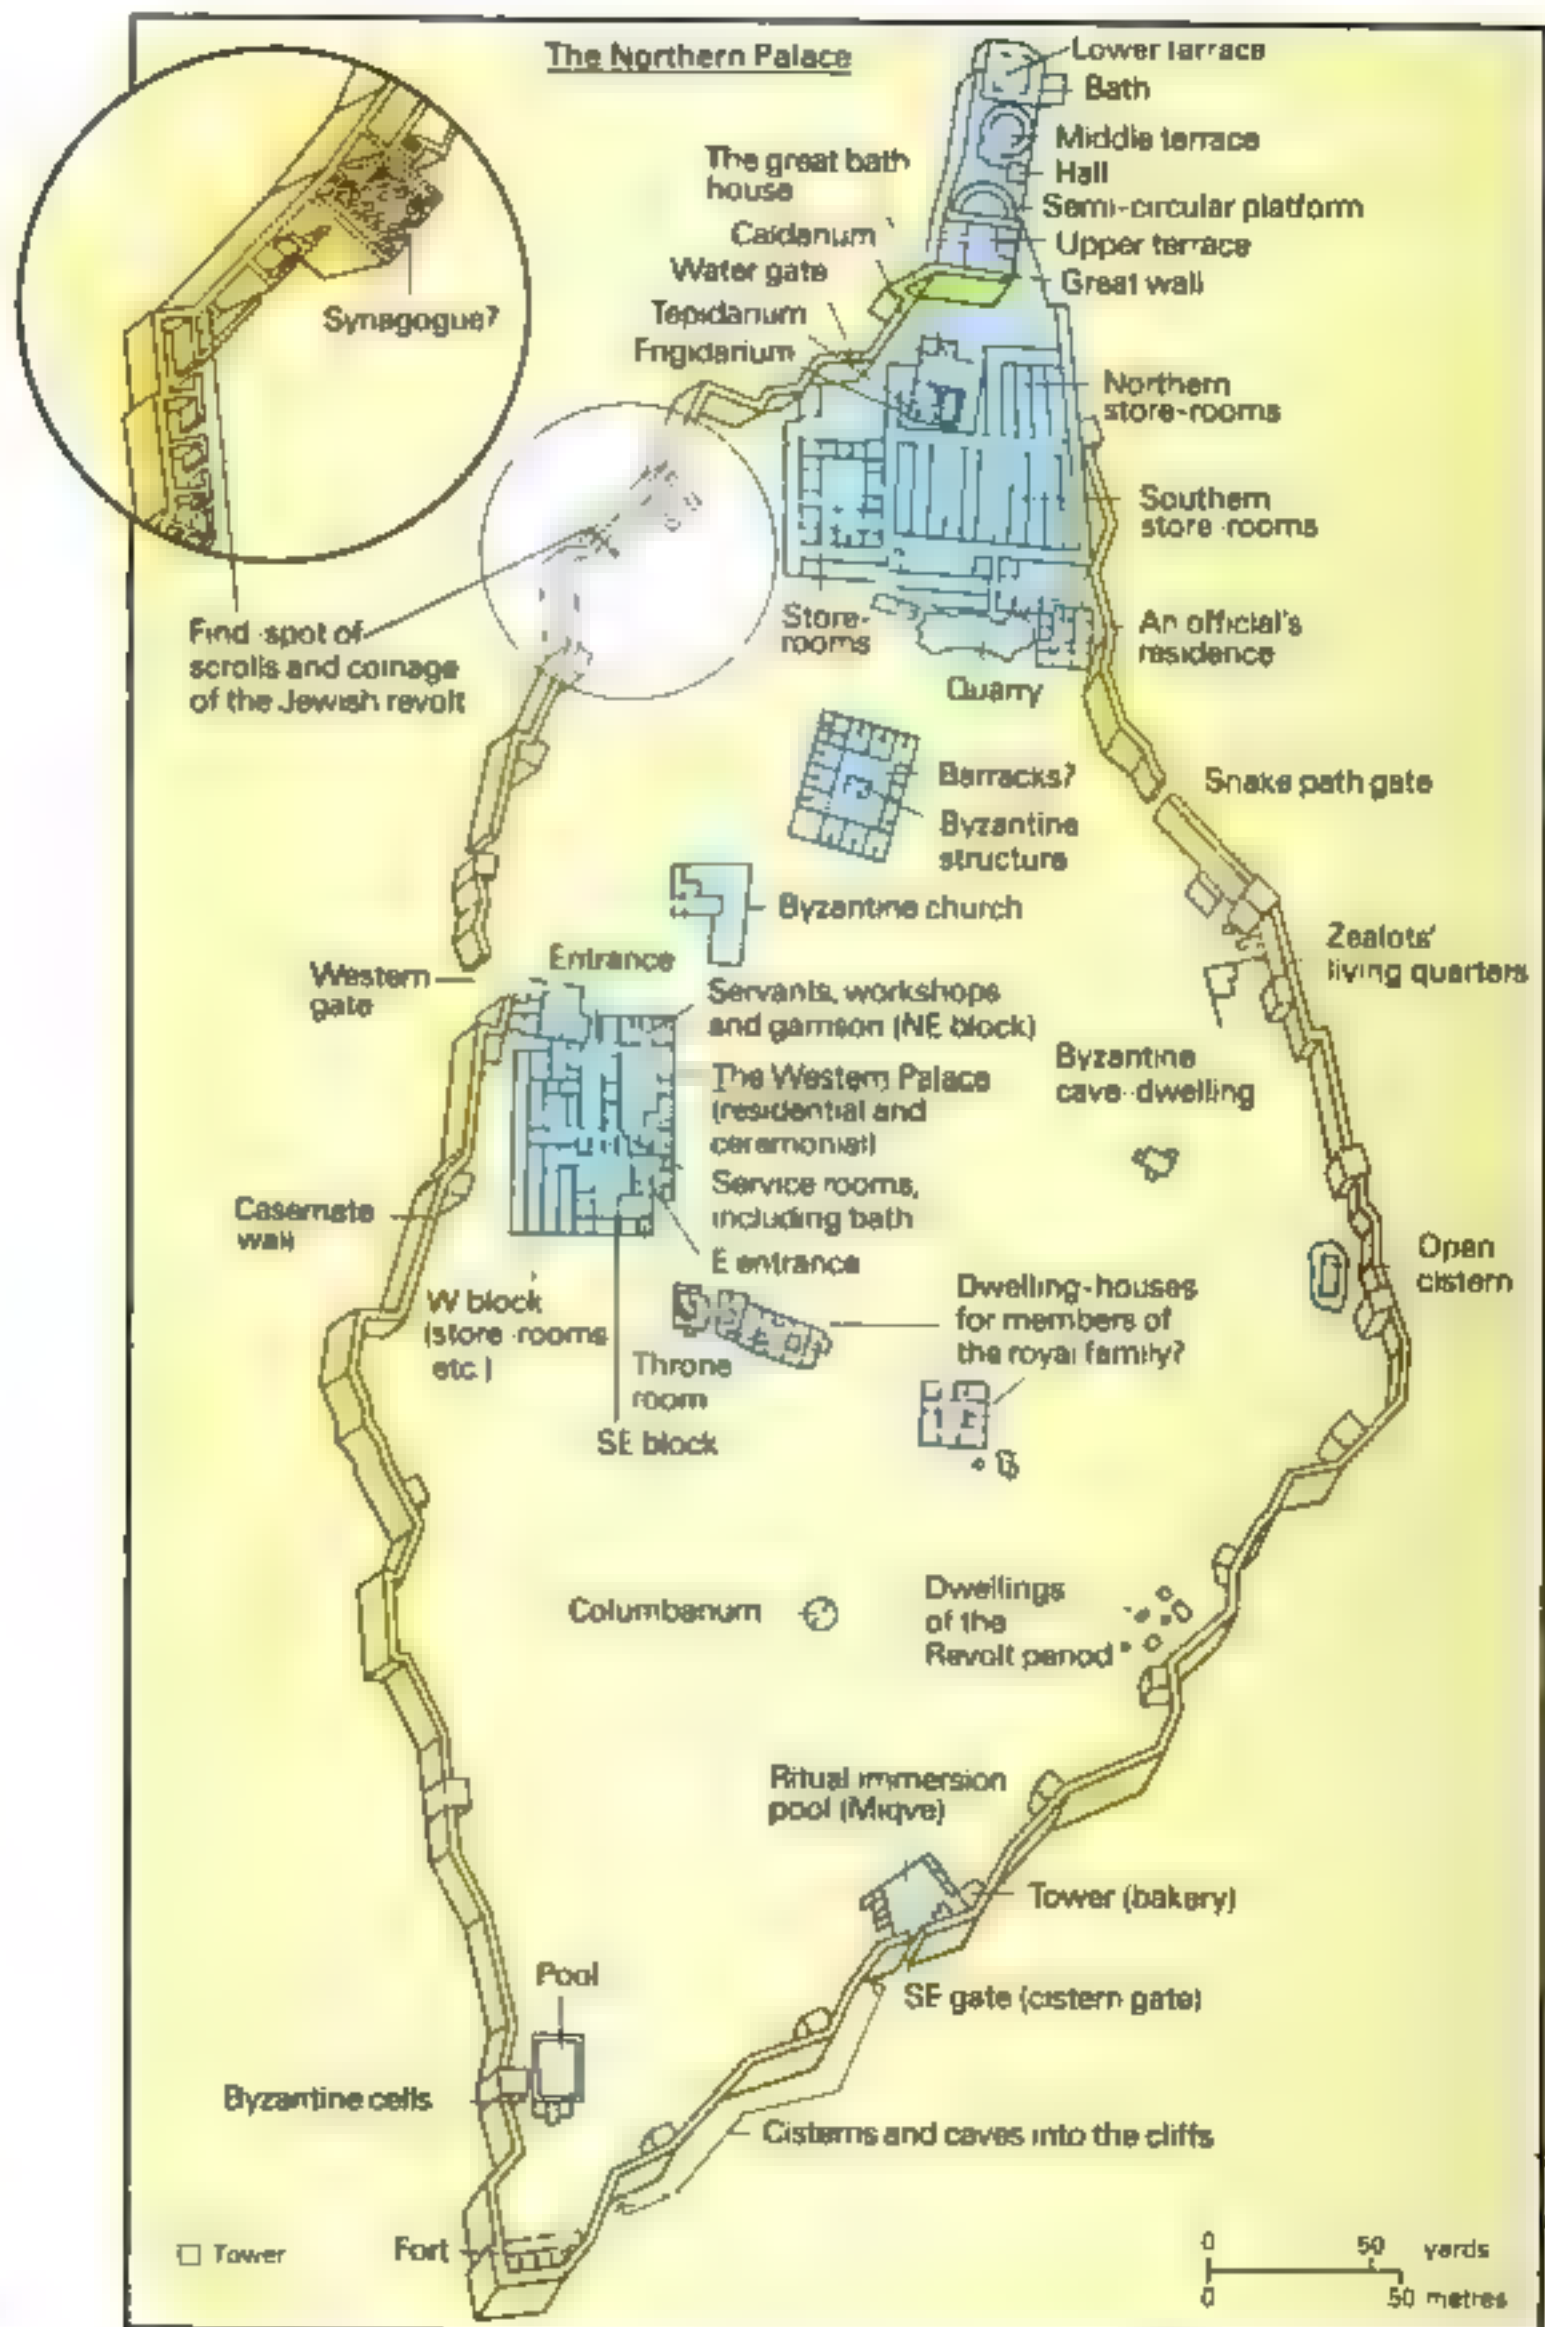 The Northern Palace
Lower terrace
Bath
Middle terrace
Hall
Semi-circular platform
Upper terrace
Great wall
The great bath
house
Caldarium
Water gate
Tepidarium
Frigidarium
Synagogue?
Northern
store-rooms
Southern
store-rooms
Store-
rooms
An official's
residence
Quarry
Find-spot of
scrolls and coinage
of the Jewish revolt
Barracks?
Byzantine
structure
Snake path gate
Byzantine church
Zealots'
living quarters
Western
gate
Entrance
Servants, workshops
and garrison (NE block)
The Western Palace
(residential and
ceremonial)
Service rooms,
including bath
E entrance
Byzantine
cave-dwelling
Casemate
wall
Open
cistern
W block
(store-rooms
etc.)
Throne
room
SE block
Dwelling-houses
for members of
the royal family?
Columbarium
Dwellings
of the
Revolt period
Ritual immersion
pool (Miqve)
Tower (bakery)
SE gate (cistern gate)
Pool
Byzantine cells
Cisterns and caves into the cliffs
Fort
Tower
0 50 yards
0 50 metres